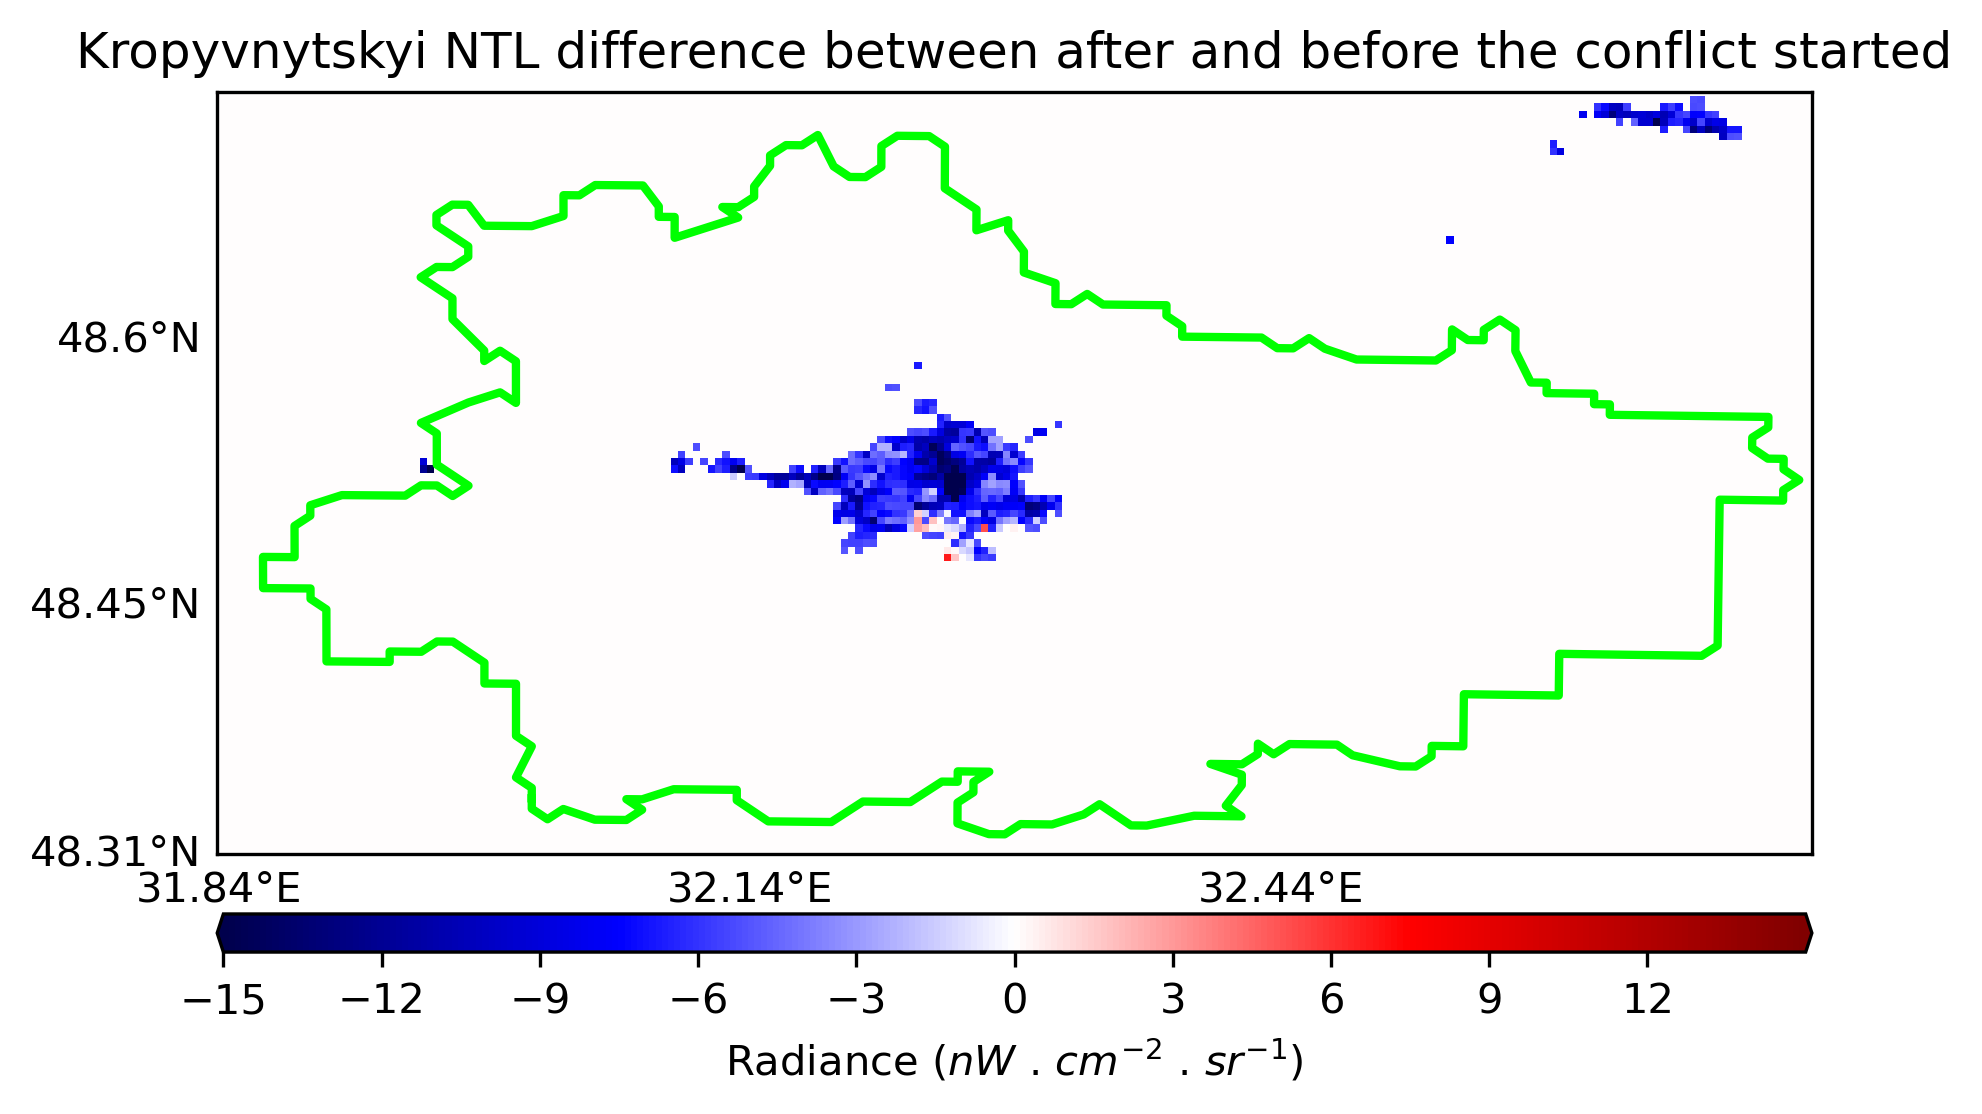 Kropyvnytskyi NTL difference between after and before the conflict started
48.6°N
48.45°N
48.31°N
31.84°E 32.14°E 32.44°E
−15 −12 −9 −6 −3 0 3 6 9 12
Radiance (nW . cm⁻² . sr⁻¹)